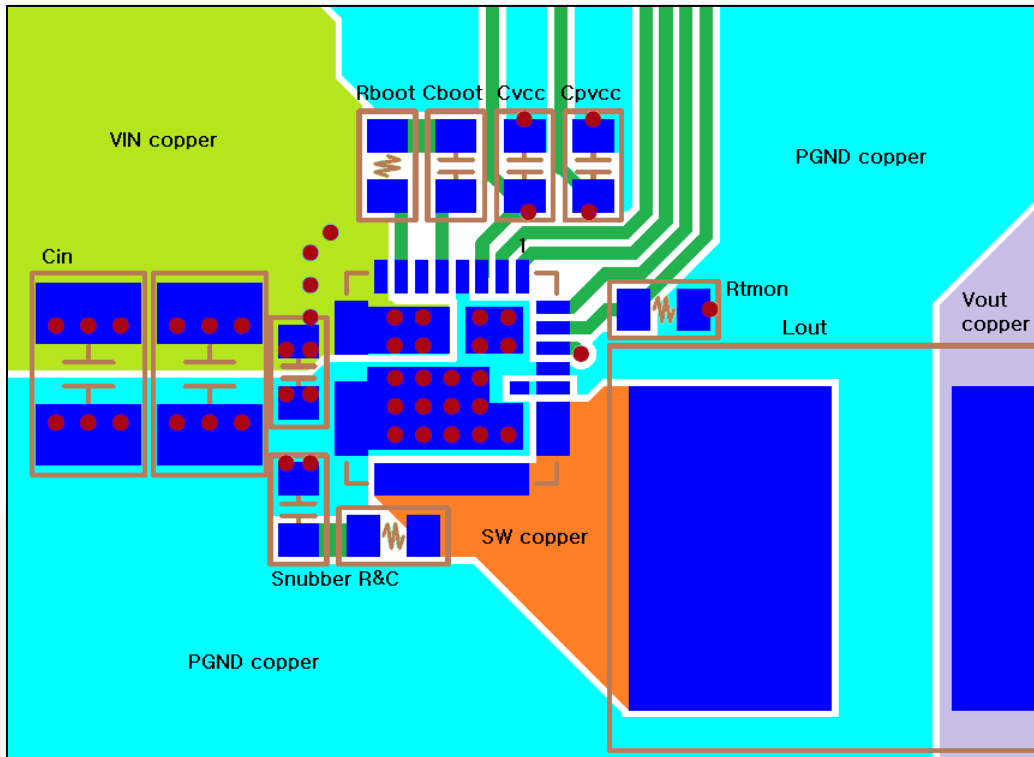 Rboot
Cboot
Cvcc
Cpvcc
VIN copper
PGND copper
1
Cin
Rtmon
Vout
copper
Lout
SW copper
Snubber R&C
PGND copper